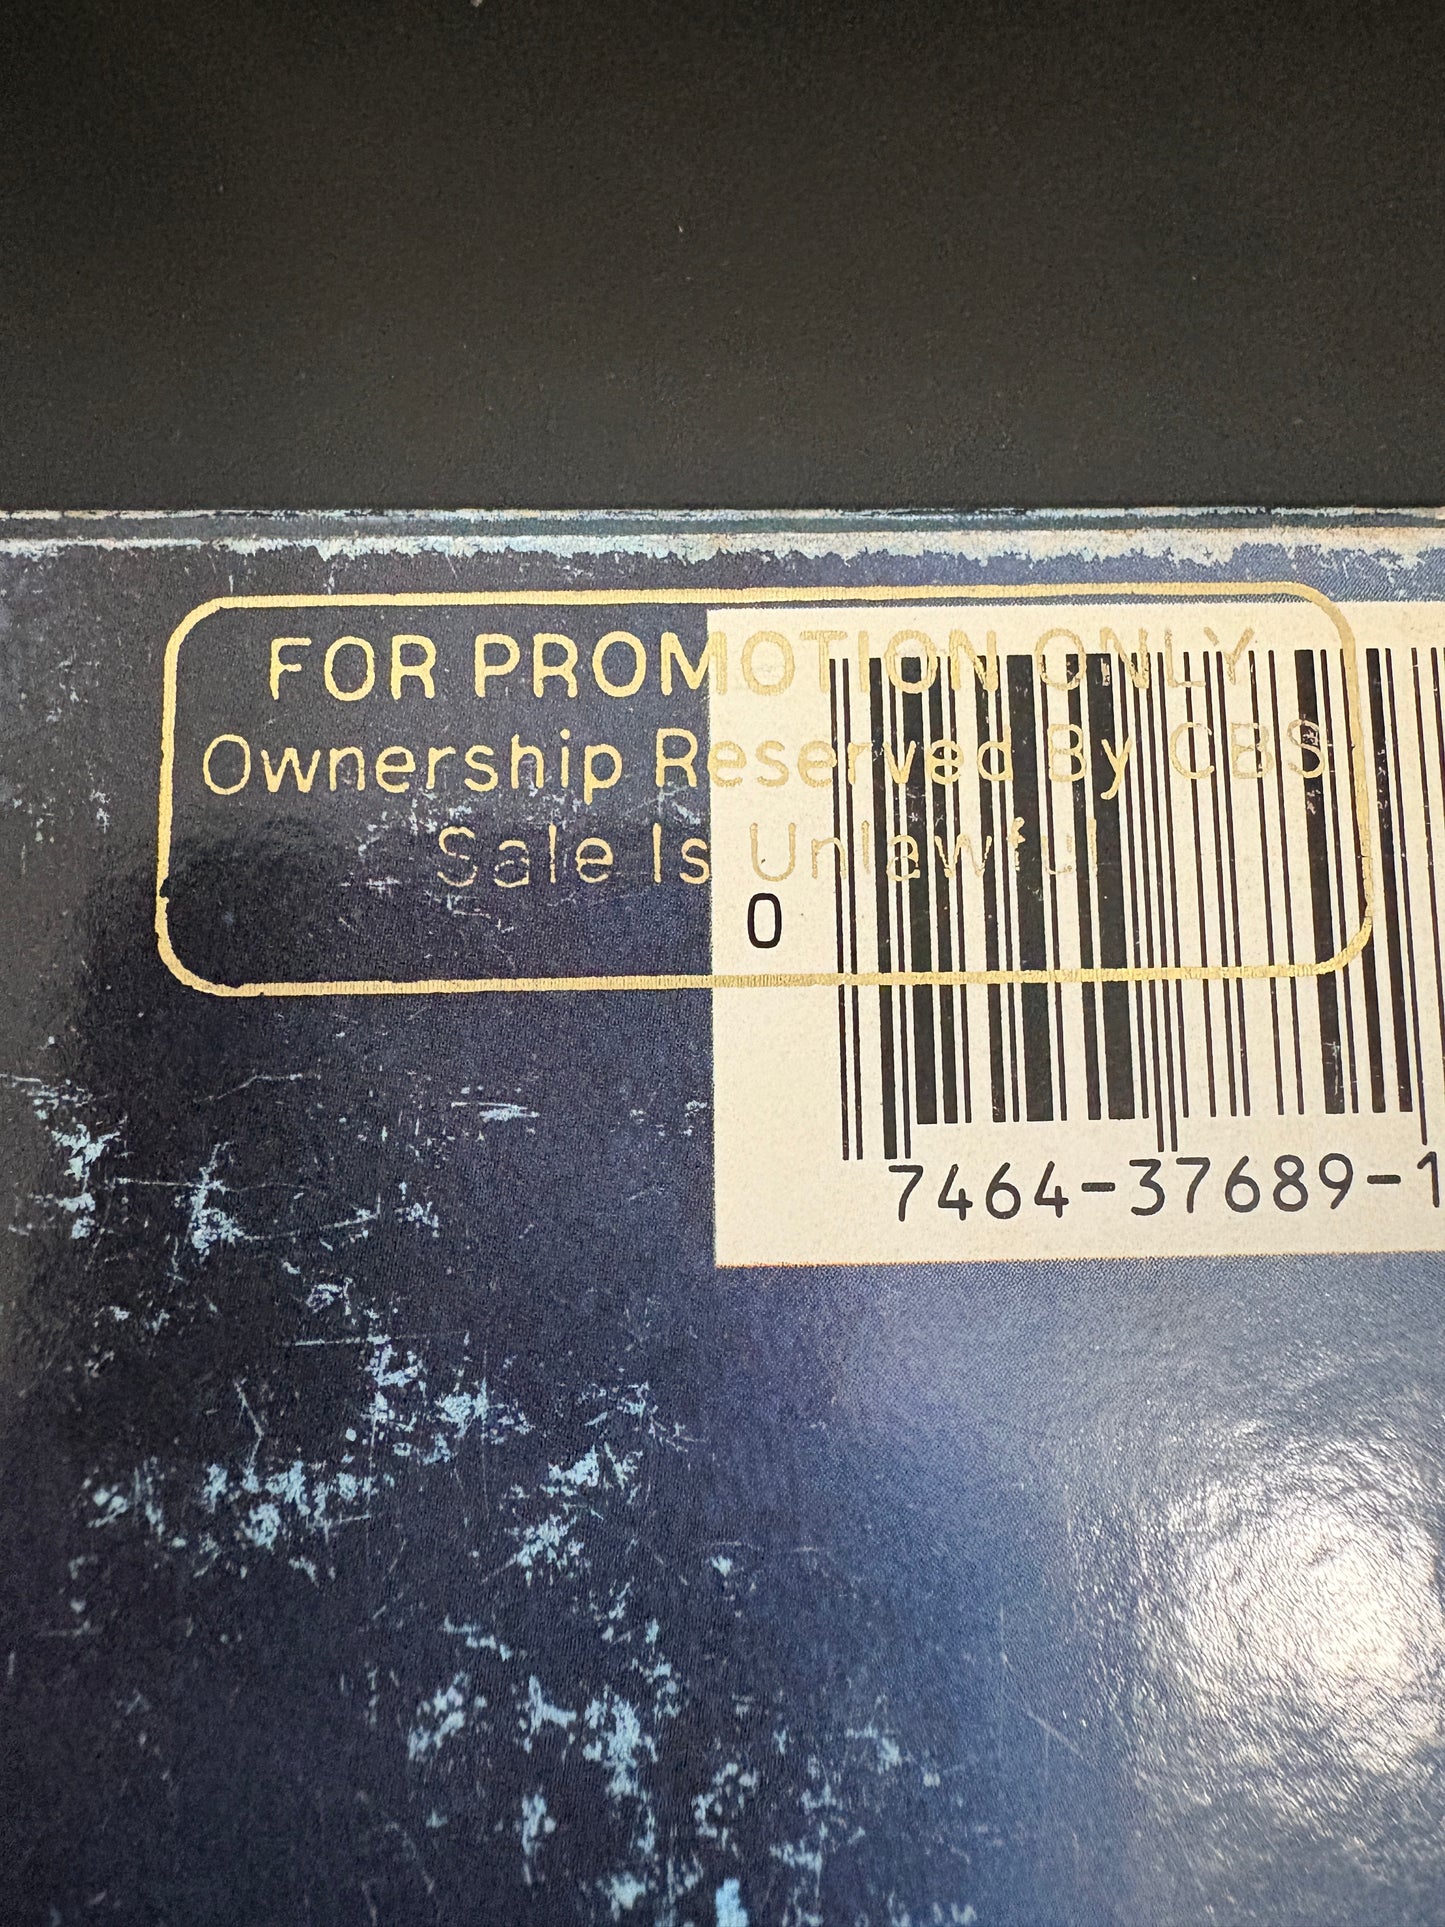 FOR PROMOTION ONLY
Ownership Reserved By CBS
Sale Is Unlawful
0
7464-37689-1